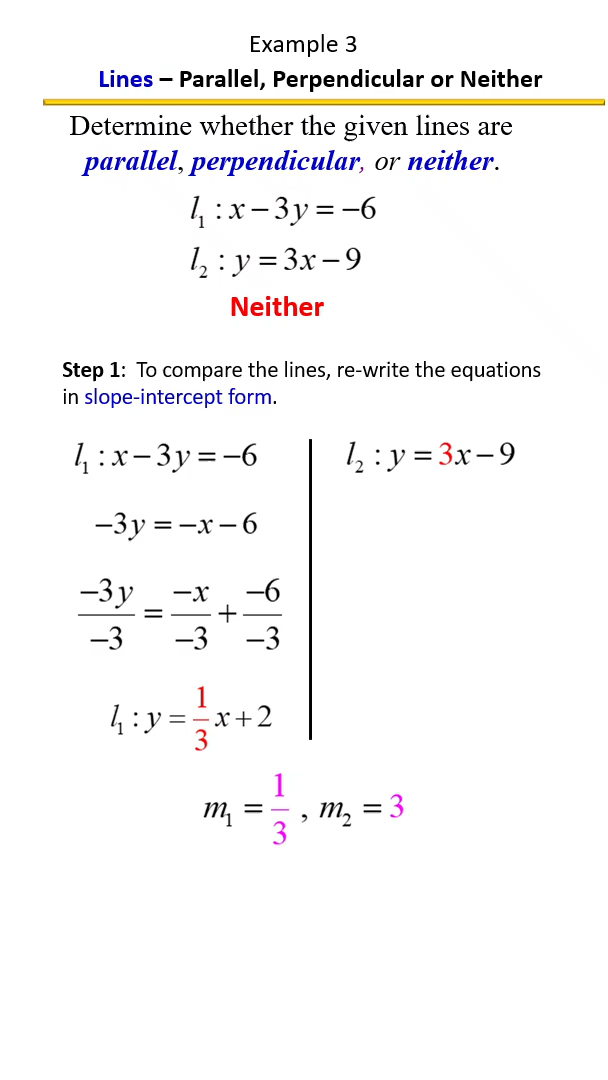 Example 3
Lines – Parallel, Perpendicular or Neither
Determine whether the given lines are
parallel, perpendicular, or neither.
l₁ : x − 3y = −6
l₂ : y = 3x − 9
Neither
Step 1: To compare the lines, re-write the equations
in slope-intercept form.
l₁ : x − 3y = −6
−3y = −x − 6
−3y/−3 = −x/−3 + −6/−3
l₁ : y = 1/3 x + 2
l₂ : y = 3x − 9
m₁ = 1/3 , m₂ = 3